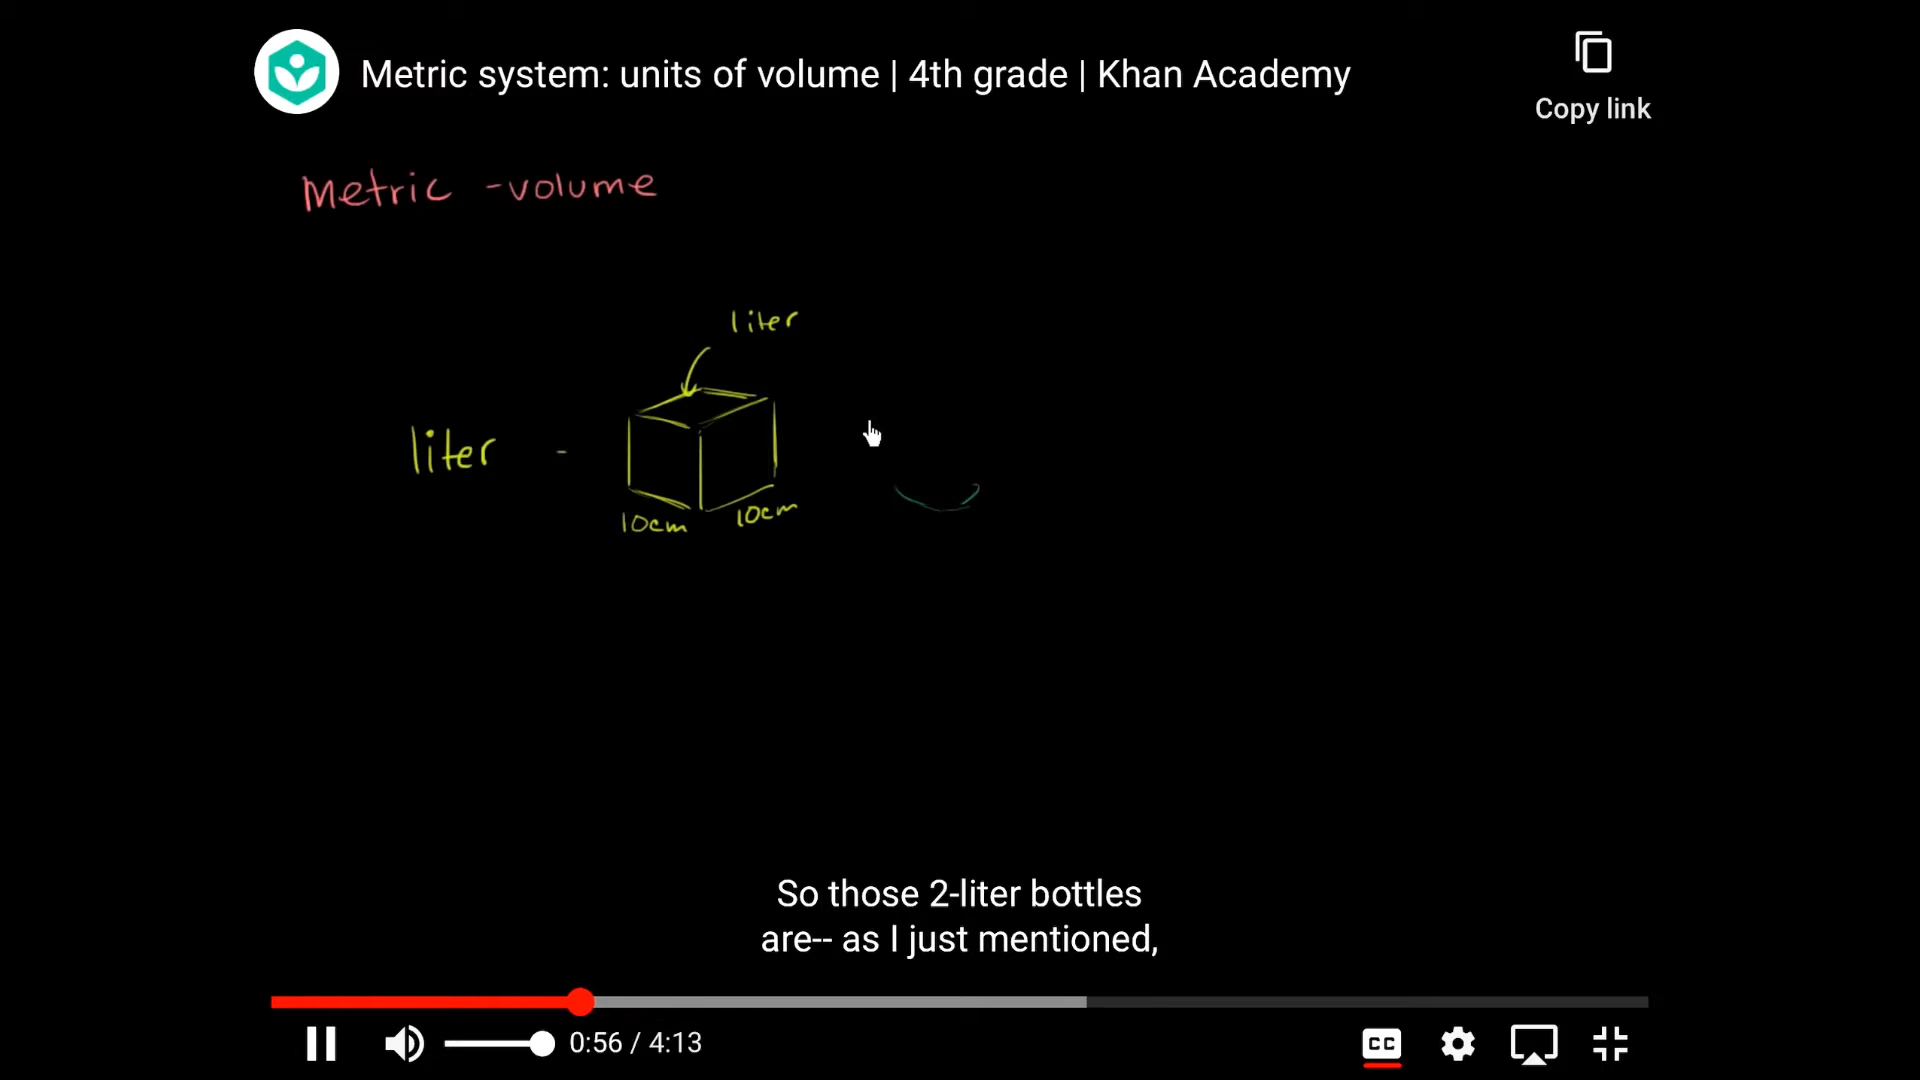 Metric system: units of volume | 4th grade | Khan Academy
Copy link
Metric - volume
liter
liter -
10cm 10cm
So those 2-liter bottles
are-- as I just mentioned,
0:56 / 4:13
CC